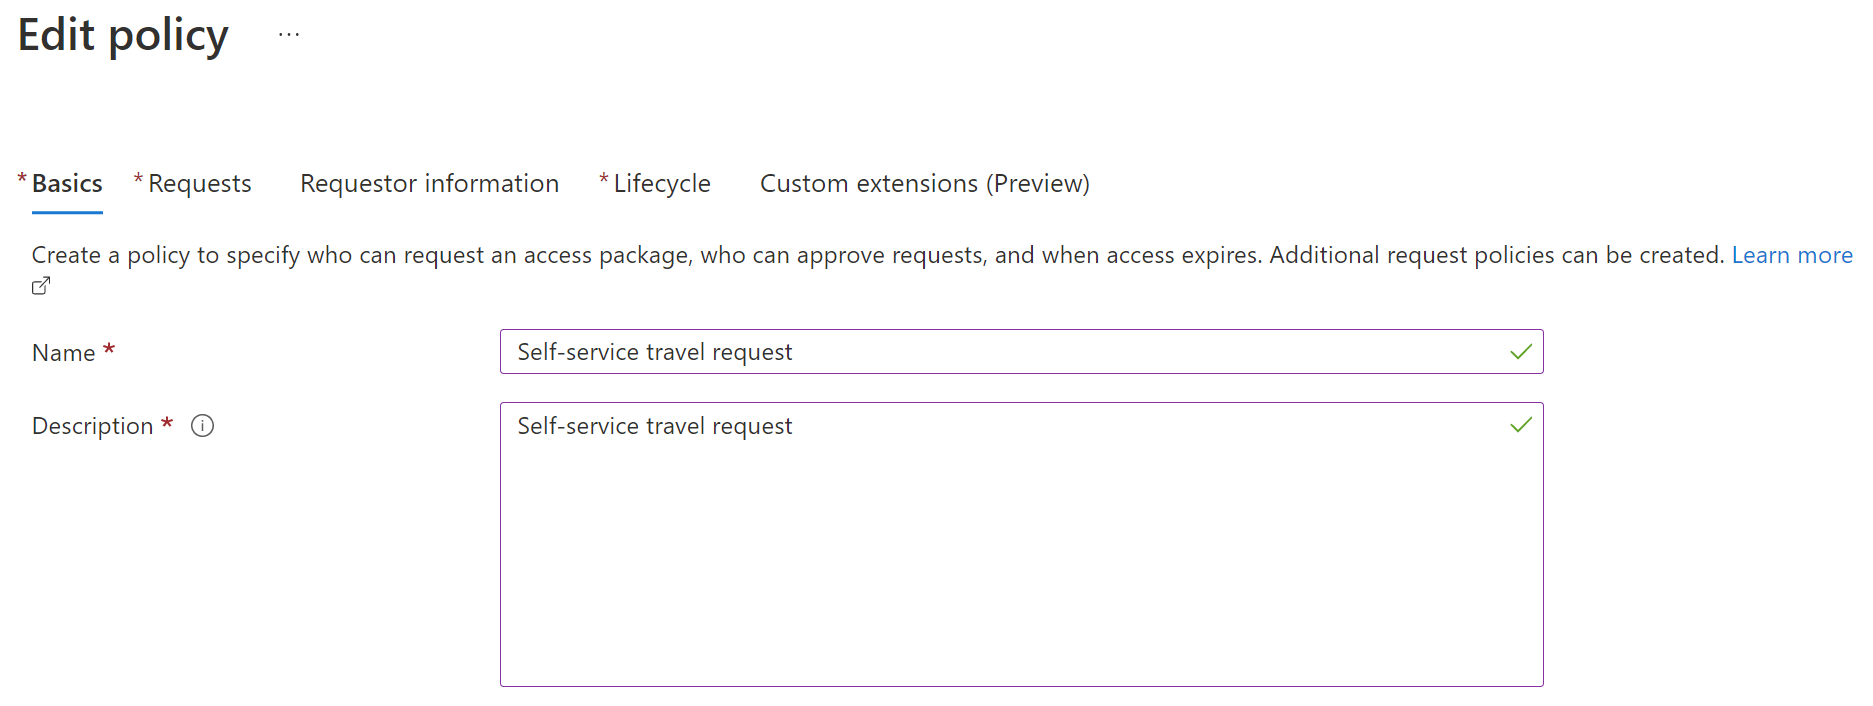 Edit policy ...
* Basics * Requests Requestor information * Lifecycle Custom extensions (Preview)
Create a policy to specify who can request an access package, who can approve requests, and when access expires. Additional request policies can be created. Learn more
Name * Self-service travel request
Description * Self-service travel request